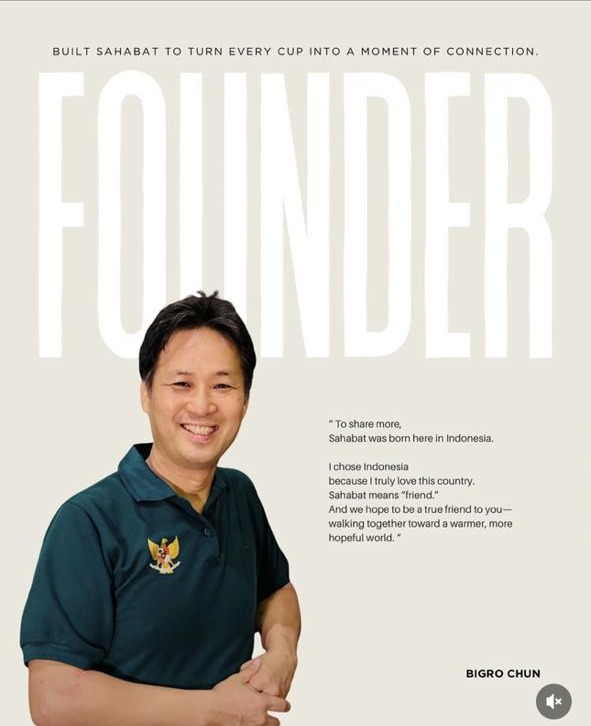 BUILT SAHABAT TO TURN EVERY CUP INTO A MOMENT OF CONNECTION.
FOUNDER
“ To share more,
Sahabat was born here in Indonesia.
I chose Indonesia
because I truly love this country.
Sahabat means “friend.”
And we hope to be a true friend to you—
walking together toward a warmer, more
hopeful world. “
BIGRO CHUN